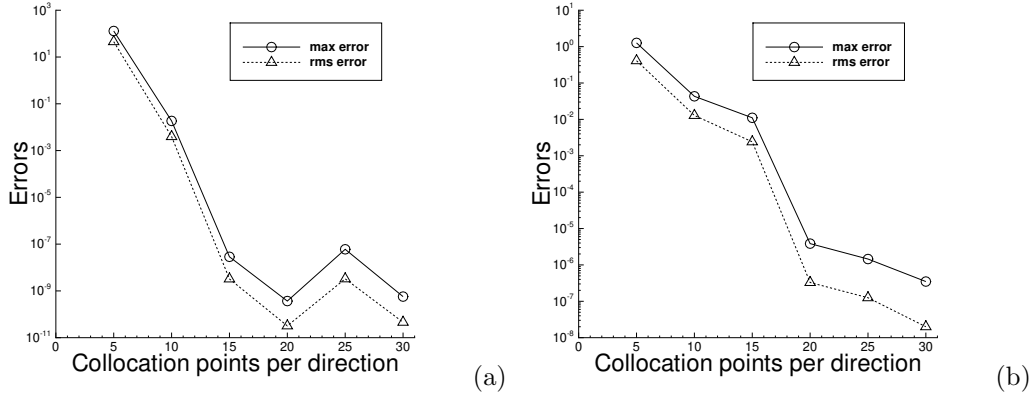 10^3
10^1
10^-1
10^-3
10^-5
10^-7
10^-9
10^-11
Errors
max error
rms error
0 5 10 15 20 25 30
Collocation points per direction
(a)
10^1
10^0
10^-1
10^-2
10^-3
10^-4
10^-5
10^-6
10^-7
10^-8
Errors
max error
rms error
0 5 10 15 20 25 30
Collocation points per direction
(b)